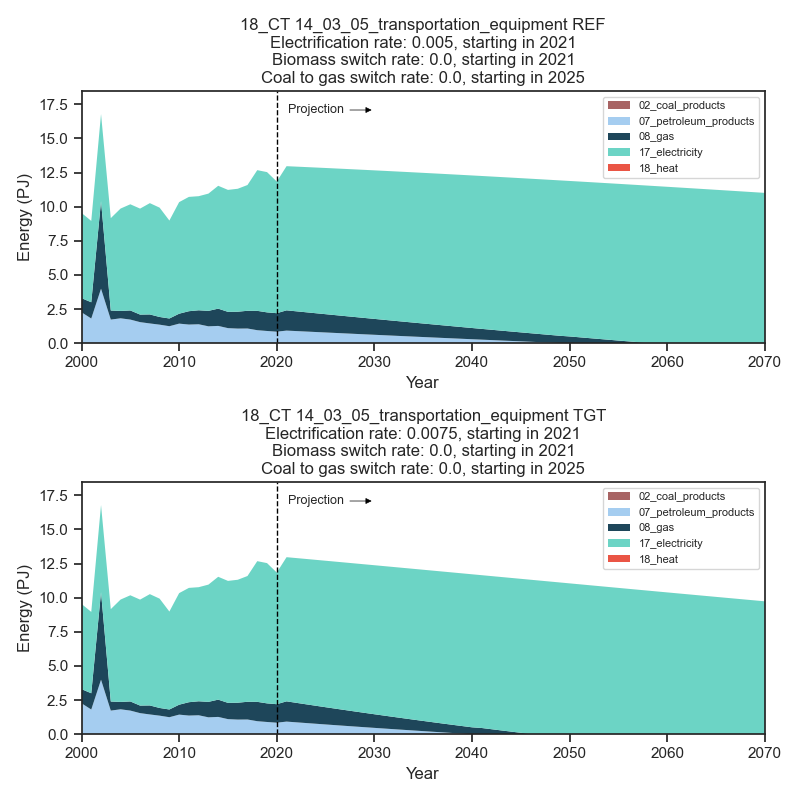 18_CT 14_03_05_transportation_equipment REF
Electrification rate: 0.005, starting in 2021
Biomass switch rate: 0.0, starting in 2021
Coal to gas switch rate: 0.0, starting in 2025
17.5
15.0
12.5
10.0
7.5
5.0
2.5
0.0
Energy (PJ)
Projection
02_coal_products
07_petroleum_products
08_gas
17_electricity
18_heat
2000 2010 2020 2030 2040 2050 2060 2070
Year
18_CT 14_03_05_transportation_equipment TGT
Electrification rate: 0.0075, starting in 2021
Biomass switch rate: 0.0, starting in 2021
Coal to gas switch rate: 0.0, starting in 2025
17.5
15.0
12.5
10.0
7.5
5.0
2.5
0.0
Energy (PJ)
Projection
02_coal_products
07_petroleum_products
08_gas
17_electricity
18_heat
2000 2010 2020 2030 2040 2050 2060 2070
Year